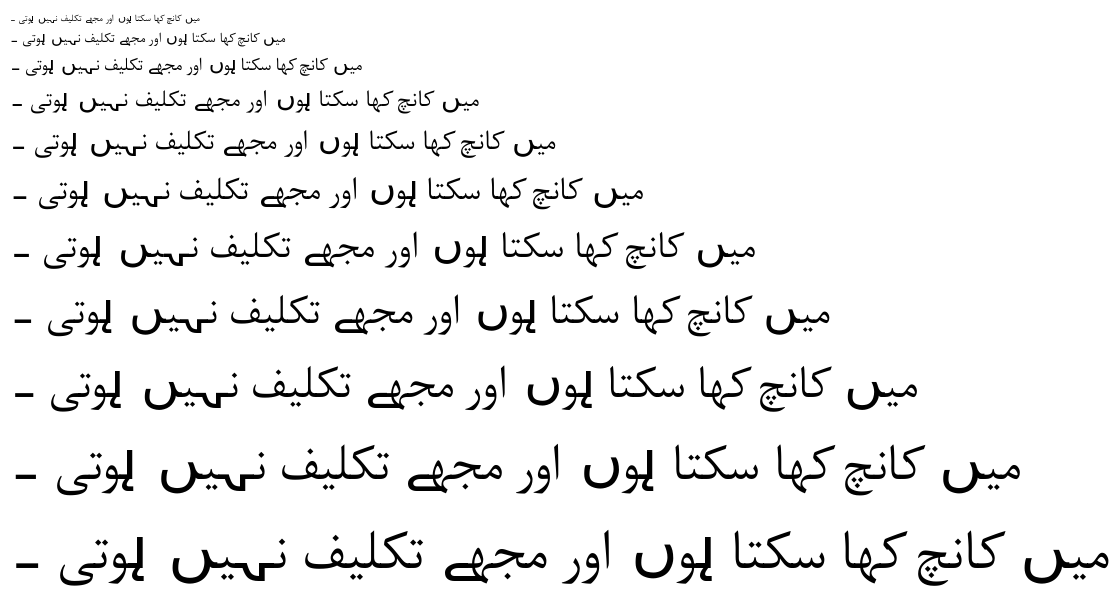 میں کانچ کھا سکتا ہوں اور مجھے تکلیف نہیں ہوتی ۔
میں کانچ کھا سکتا ہوں اور مجھے تکلیف نہیں ہوتی ۔
میں کانچ کھا سکتا ہوں اور مجھے تکلیف نہیں ہوتی ۔
میں کانچ کھا سکتا ہوں اور مجھے تکلیف نہیں ہوتی ۔
میں کانچ کھا سکتا ہوں اور مجھے تکلیف نہیں ہوتی ۔
میں کانچ کھا سکتا ہوں اور مجھے تکلیف نہیں ہوتی ۔
میں کانچ کھا سکتا ہوں اور مجھے تکلیف نہیں ہوتی ۔
میں کانچ کھا سکتا ہوں اور مجھے تکلیف نہیں ہوتی ۔
میں کانچ کھا سکتا ہوں اور مجھے تکلیف نہیں ہوتی ۔
میں کانچ کھا سکتا ہوں اور مجھے تکلیف نہیں ہوتی ۔
میں کانچ کھا سکتا ہوں اور مجھے تکلیف نہیں ہوتی ۔